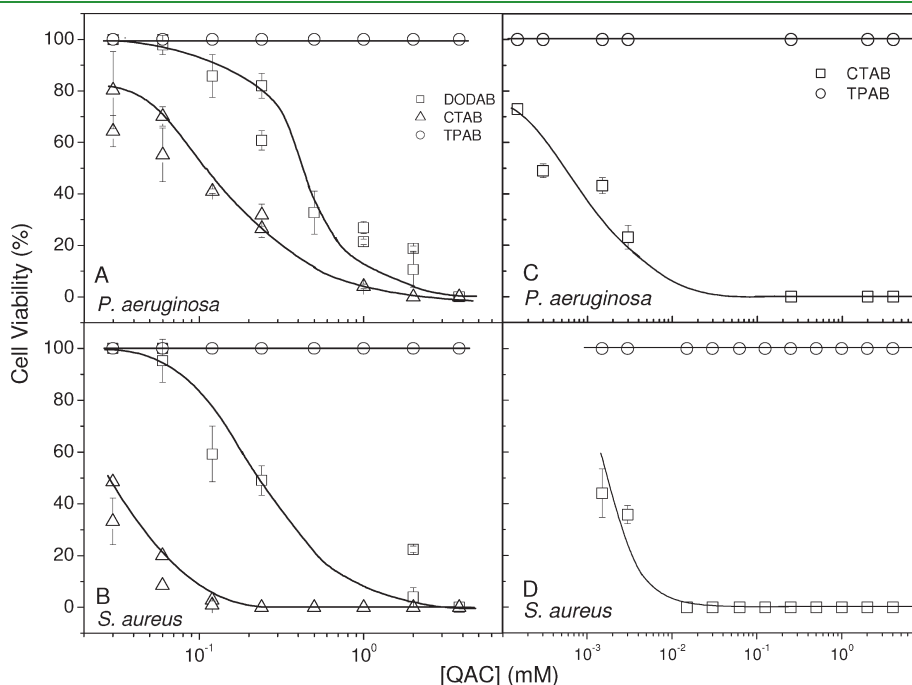 100
80
60
40
20
0
A
P. aeruginosa
DODAB
CTAB
TPAB
C
P. aeruginosa
CTAB
TPAB
Cell Viability (%)
100
80
60
40
20
0
B
S. aureus
D
S. aureus
10-1
100
10-3
10-2
10-1
100
[QAC] (mM)